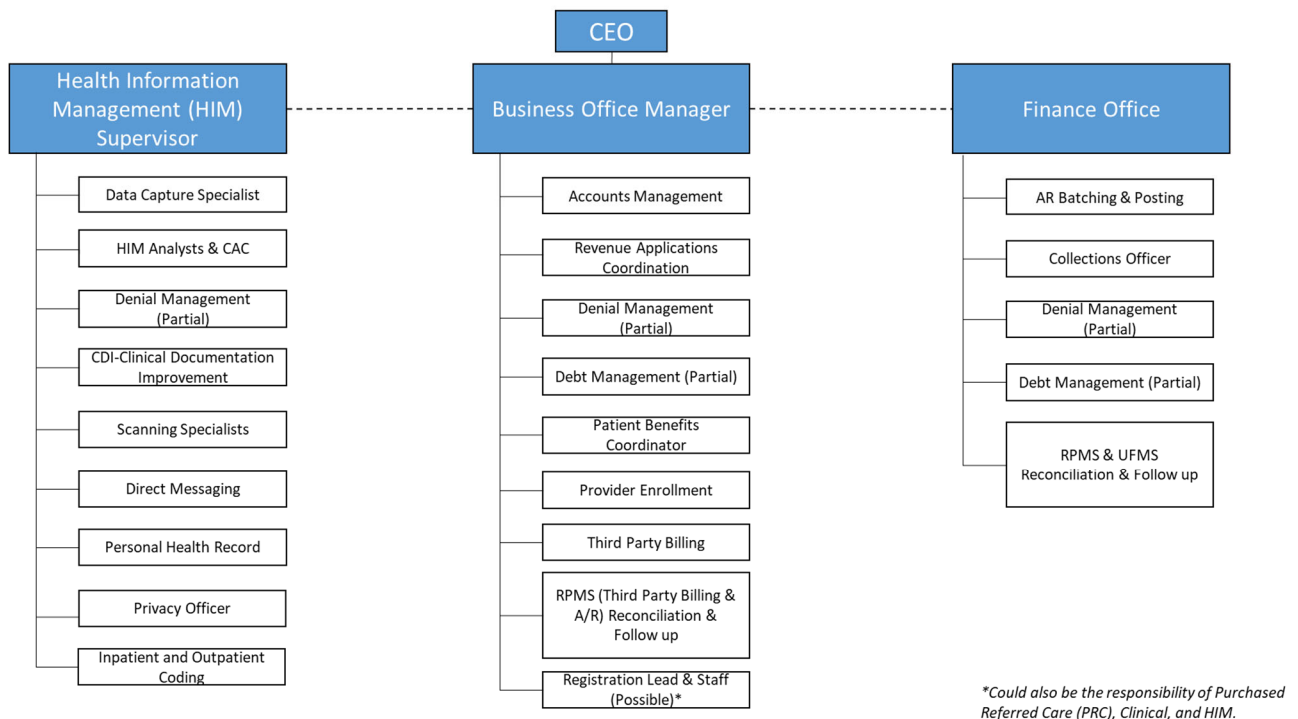 CEO
Health Information
Management (HIM)
Supervisor
Business Office Manager
Finance Office
Data Capture Specialist
HIM Analysts & CAC
Denial Management
(Partial)
CDI-Clinical Documentation
Improvement
Scanning Specialists
Direct Messaging
Personal Health Record
Privacy Officer
Inpatient and Outpatient
Coding
Accounts Management
Revenue Applications
Coordination
Denial Management
(Partial)
Debt Management (Partial)
Patient Benefits
Coordinator
Provider Enrollment
Third Party Billing
RPMS (Third Party Billing &
A/R) Reconciliation &
Follow up
Registration Lead & Staff
(Possible)*
AR Batching & Posting
Collections Officer
Denial Management
(Partial)
Debt Management (Partial)
RPMS & UFMS
Reconciliation & Follow up
*Could also be the responsibility of Purchased
Referred Care (PRC), Clinical, and HIM.